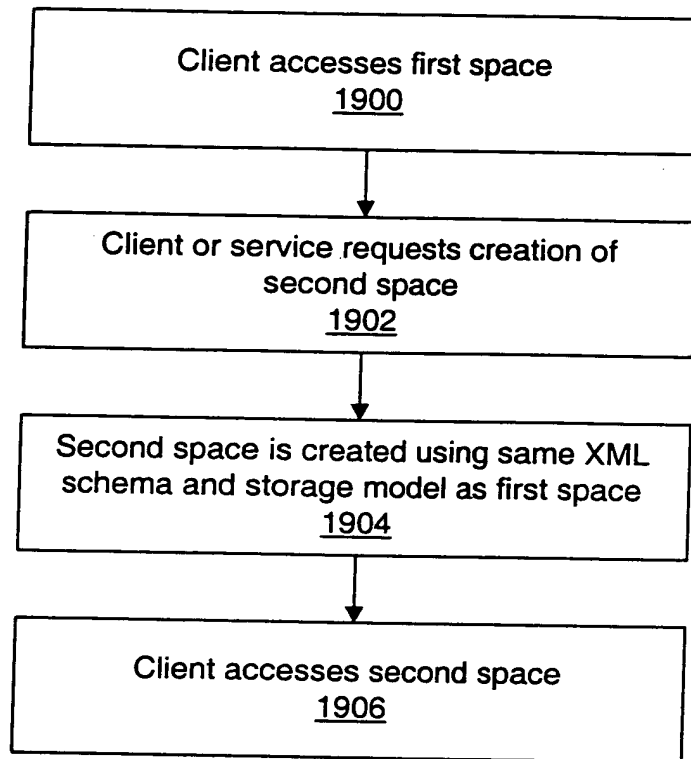 Client accesses first space
1900
Client or service requests creation of
second space
1902
Second space is created using same XML
schema and storage model as first space
1904
Client accesses second space
1906